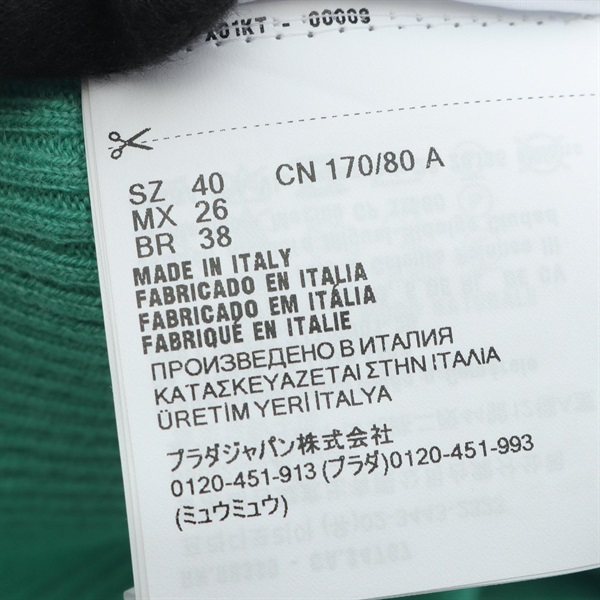 X01KT - 00009
SZ 40 CN 170/80 A
MX 26
BR 38
MADE IN ITALY
FABRICADO EN ITALIA
FABRICADO EM ITÁLIA
FABRIQUÉ EN ITALIE
ПРОИЗВЕДЕНО В ИТАЛИЯ
ΚΑΤΑΣΚΕΥΑΖΕΤΑΙ ΣΤΗΝ ΙΤΑΛΙΑ
ÜRETİM YERİ İTALYA
プラダジャパン株式会社
0120-451-913 (プラダ)0120-451-993
(ミュウミュウ)